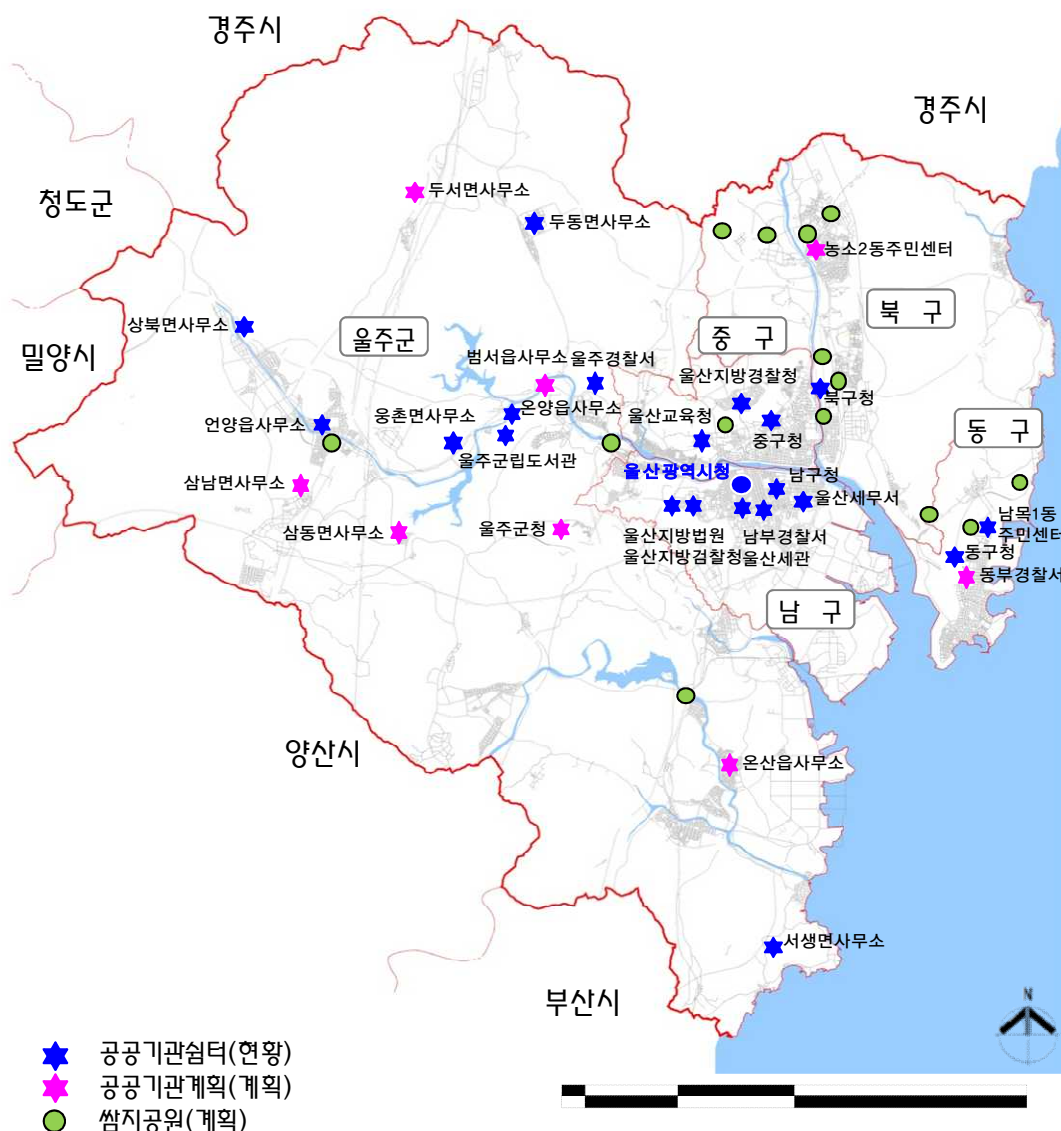 경주시
경주시
청도군
두서면사무소
두동면사무소
농소2동주민센터
북 구
상북면사무소
울주군
중 구
밀양시
범서읍사무소
울주경찰서
울산지방경찰청
북구청
웅촌면사무소
온양읍사무소
울산교육청
언양읍사무소
중구청
동 구
울주군립도서관
울산광역시청
남구청
삼남면사무소
울산세무서
남목1동
주민센터
삼동면사무소
울주군청
울산지방법원
남부경찰서
울산지방검찰청
울산세관
동구청
동부경찰서
남 구
양산시
온산읍사무소
서생면사무소
부산시
N
공공기관쉼터(현황)
공공기관계획(계획)
쌈지공원(계획)